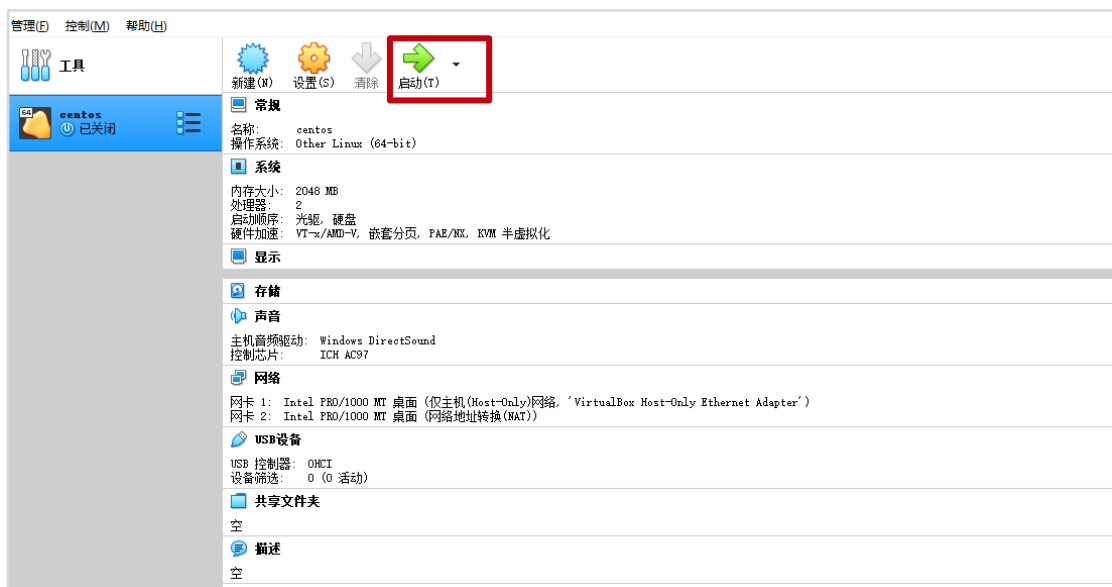 管理(F) 控制(M) 帮助(H)
工具
新建(N) 设置(S) 清除 启动(T)
64 centos
已关闭
常规
名称: centos
操作系统: Other Linux (64-bit)
系统
内存大小: 2048 MB
处理器: 2
启动顺序: 光驱, 硬盘
硬件加速: VT-x/AMD-V, 嵌套分页, PAE/NX, KVM 半虚拟化
显示
存储
声音
主机音频驱动: Windows DirectSound
控制芯片: ICH AC97
网络
网卡 1: Intel PRO/1000 MT 桌面 (仅主机(Host-Only)网络, 'VirtualBox Host-Only Ethernet Adapter')
网卡 2: Intel PRO/1000 MT 桌面 (网络地址转换(NAT))
USB设备
USB 控制器: OHCI
设备筛选: 0 (0 活动)
共享文件夹
空
描述
空